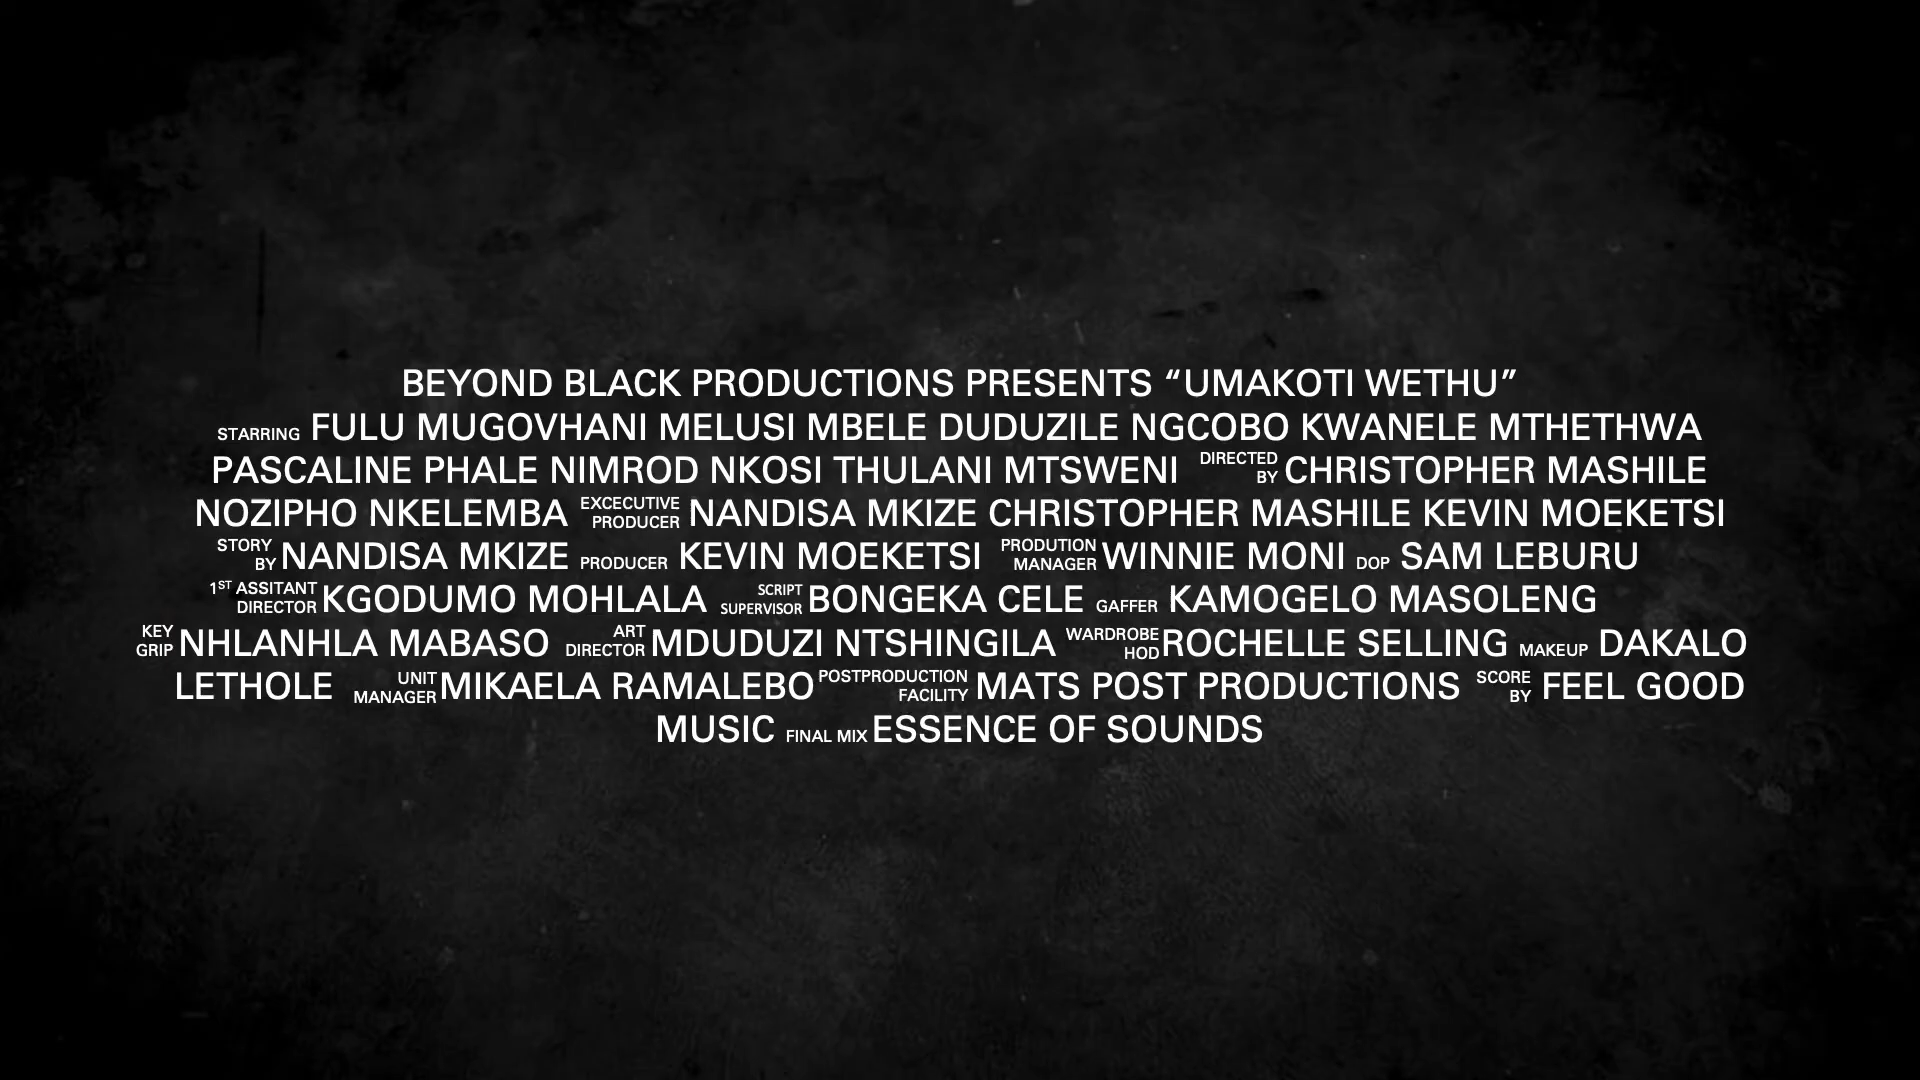 BEYOND BLACK PRODUCTIONS PRESENTS “UMAKOTI WETHU”
STARRING FULU MUGOVHANI MELUSI MBELE DUDUZILE NGCOBO KWANELE MTHETHWA
PASCALINE PHALE NIMROD NKOSI THULANI MTSWENI DIRECTED BY CHRISTOPHER MASHILE
NOZIPHO NKELEMBA EXCECUTIVE PRODUCER NANDISA MKIZE CHRISTOPHER MASHILE KEVIN MOEKETSI
STORY BY NANDISA MKIZE PRODUCER KEVIN MOEKETSI PRODUTION MANAGER WINNIE MONI DOP SAM LEBURU
1ST ASSITANT DIRECTOR KGODUMO MOHLALA SCRIPT SUPERVISOR BONGEKA CELE GAFFER KAMOGELO MASOLENG
KEY GRIP NHLANHLA MABASO ART DIRECTOR MDUDUZI NTSHINGILA WARDROBE HOD ROCHELLE SELLING MAKEUP DAKALO
LETHOLE UNIT MANAGER MIKAELA RAMALEBO POSTPRODUCTION FACILITY MATS POST PRODUCTIONS SCORE BY FEEL GOOD
MUSIC FINAL MIX ESSENCE OF SOUNDS